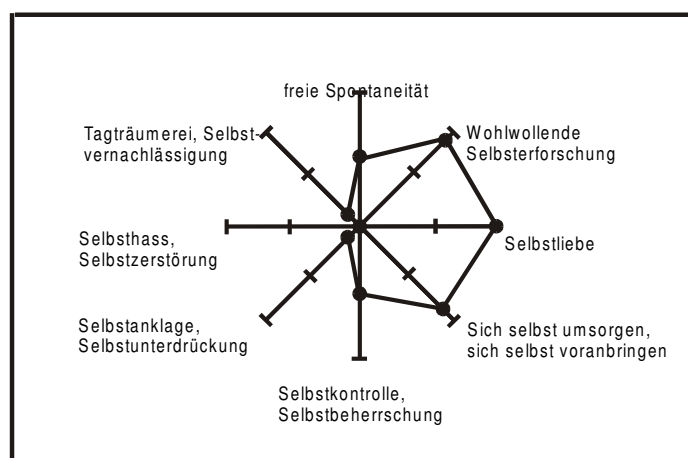 freie Spontaneität
Tagträumerei, Selbst-
vernachlässigung
Wohlwollende
Selbsterforschung
Selbsthass,
Selbstzerstörung
Selbstliebe
Selbstanklage,
Selbstunterdrückung
Sich selbst umsorgen,
sich selbst voranbringen
Selbstkontrolle,
Selbstbeherrschung